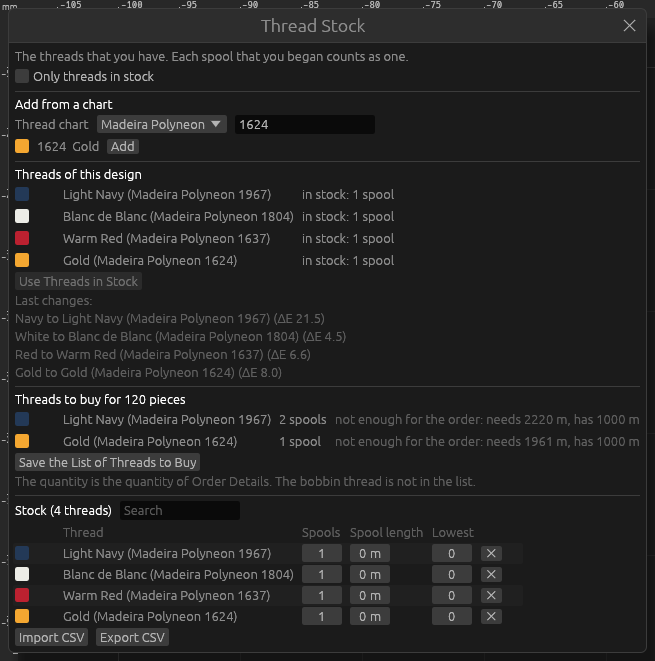 mm -105 -100 -95 -90 -85 -80 -75 -70 -65 -60
Thread Stock
The threads that you have. Each spool that you began counts as one.
Only threads in stock
Add from a chart
Thread chart Madeira Polyneon 1624
1624 Gold Add
Threads of this design
Light Navy (Madeira Polyneon 1967) in stock: 1 spool
Blanc de Blanc (Madeira Polyneon 1804) in stock: 1 spool
Warm Red (Madeira Polyneon 1637) in stock: 1 spool
Gold (Madeira Polyneon 1624) in stock: 1 spool
Use Threads in Stock
Last changes:
Navy to Light Navy (Madeira Polyneon 1967) (ΔE 21.5)
White to Blanc de Blanc (Madeira Polyneon 1804) (ΔE 4.5)
Red to Warm Red (Madeira Polyneon 1637) (ΔE 6.6)
Gold to Gold (Madeira Polyneon 1624) (ΔE 8.0)
Threads to buy for 120 pieces
Light Navy (Madeira Polyneon 1967) 2 spools not enough for the order: needs 2220 m, has 1000 m
Gold (Madeira Polyneon 1624) 1 spool not enough for the order: needs 1961 m, has 1000 m
Save the List of Threads to Buy
The quantity is the quantity of Order Details. The bobbin thread is not in the list.
Stock (4 threads) Search
Thread Spools Spool length Lowest
Light Navy (Madeira Polyneon 1967) 1 0 m 0
Blanc de Blanc (Madeira Polyneon 1804) 1 0 m 0
Warm Red (Madeira Polyneon 1637) 1 0 m 0
Gold (Madeira Polyneon 1624) 1 0 m 0
Import CSV Export CSV